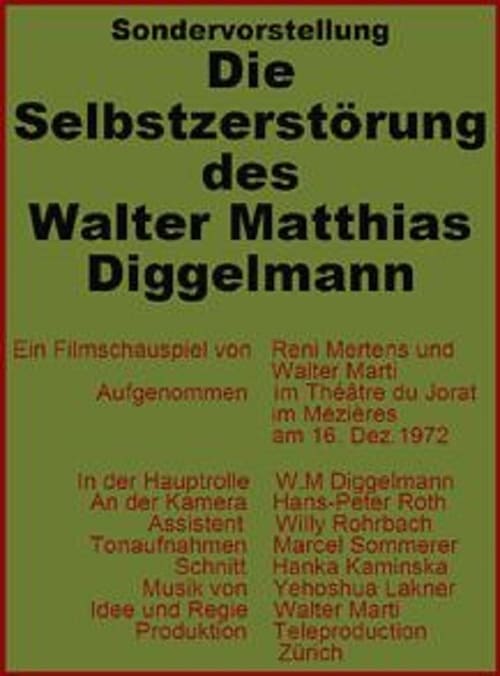 Sondervorstellung
Die
Selbstzerstörung
des
Walter Matthias
Diggelmann
Ein Filmschauspiel von Reni Mertens und
Walter Marti
Aufgenommen im Théâtre du Jorat
im Mézières
am 16. Dez. 1972
In der Hauptrolle W.M Diggelmann
An der Kamera Hans-Peter Roth
Assistent Willy Rohrbach
Tonaufnahmen Marcel Sommerer
Schnitt Hanka Kaminska
Musik von Yehoshua Lakner
Idee und Regie Walter Marti
Produktion Teleproduction
Zürich